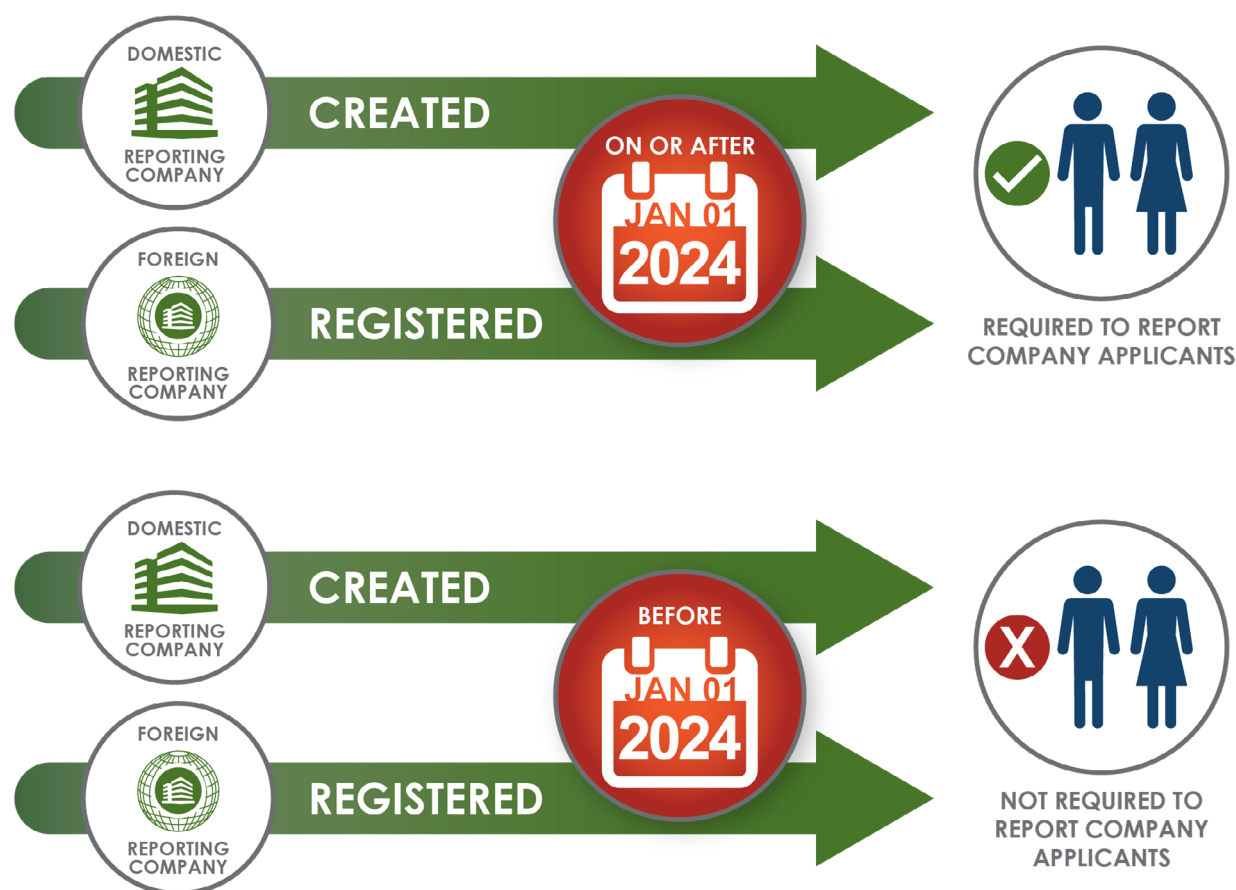 DOMESTIC
REPORTING
COMPANY
CREATED
ON OR AFTER
JAN 01
2024
FOREIGN
REPORTING
COMPANY
REGISTERED
REQUIRED TO REPORT
COMPANY APPLICANTS
DOMESTIC
REPORTING
COMPANY
CREATED
BEFORE
JAN 01
2024
FOREIGN
REPORTING
COMPANY
REGISTERED
X
NOT REQUIRED TO
REPORT COMPANY
APPLICANTS